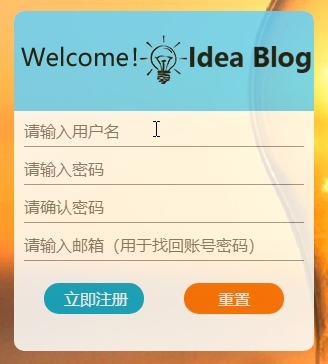 Welcome! Idea Blog
请输入用户名
请输入密码
请确认密码
请输入邮箱（用于找回账号密码）
立即注册 重置